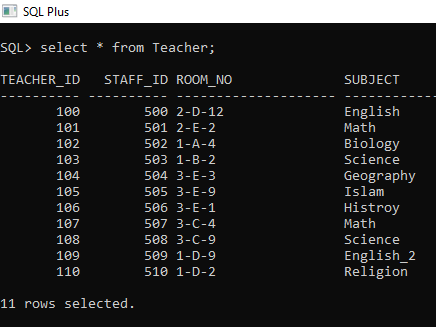 SQL Plus
SQL> select * from Teacher;
TEACHER_ID   STAFF_ID ROOM_NO              SUBJECT
---------- ---------- -------------------- ------------
       100        500 2-D-12               English
       101        501 2-E-2                Math
       102        502 1-A-4                Biology
       103        503 1-B-2                Science
       104        504 3-E-3                Geography
       105        505 3-E-9                Islam
       106        506 3-E-1                Histroy
       107        507 3-C-4                Math
       108        508 3-C-9                Science
       109        509 1-D-9                English_2
       110        510 1-D-2                Religion
11 rows selected.